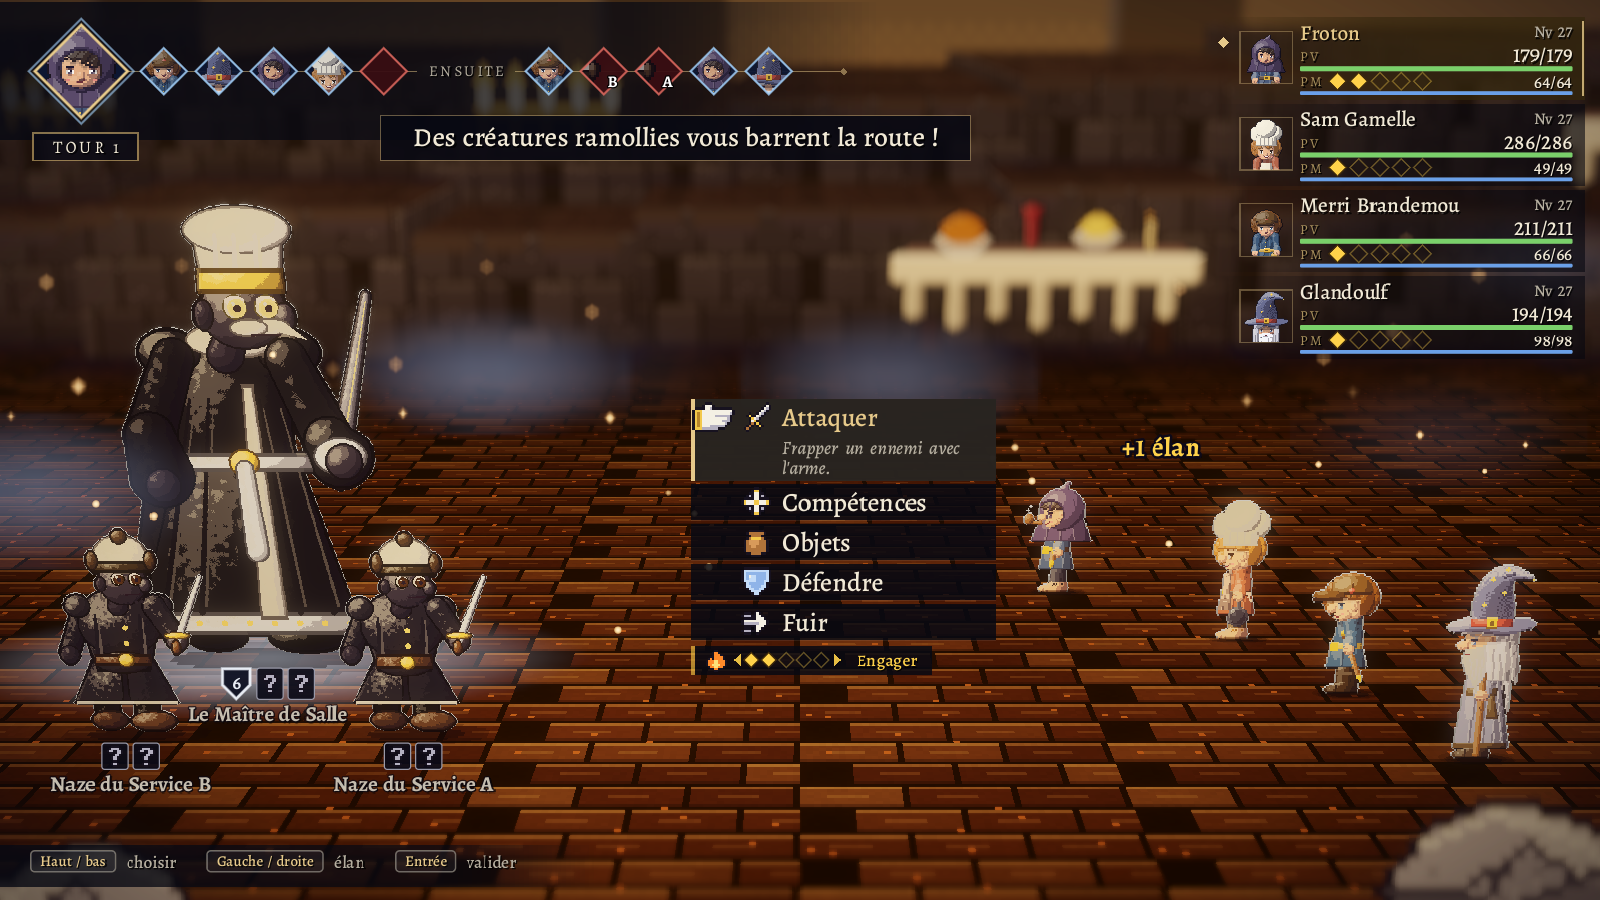 ENSUITE
B
A
TOUR 1
Des créatures ramollies vous barrent la route !
Froton
Nv 27
PV
179/179
PM
64/64
Sam Gamelle
Nv 27
PV
286/286
PM
49/49
Merri Brandemou
Nv 27
PV
211/211
PM
66/66
Glandoulf
Nv 27
PV
194/194
PM
98/98
Attaquer
Frapper un ennemi avec
l'arme.
Compétences
Objets
Défendre
Fuir
Engager
+1 élan
6 ? ?
Le Maître de Salle
? ?
Naze du Service B
? ?
Naze du Service A
Haut / bas choisir Gauche / droite élan Entrée valider